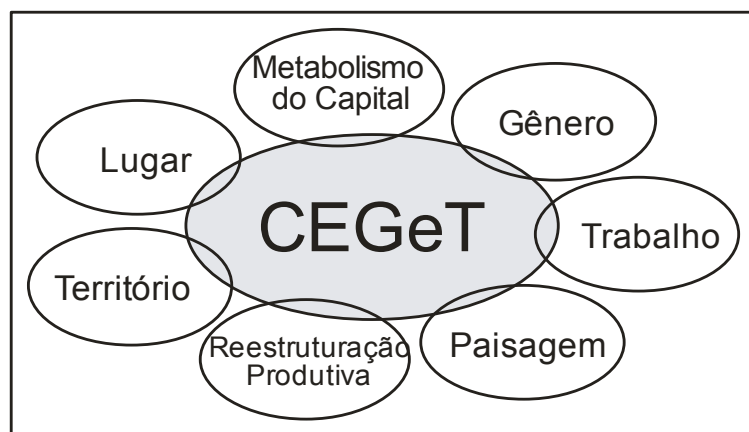 Metabolismo
do Capital
Gênero
Lugar
CEGeT
Trabalho
Território
Reestruturação
Produtiva
Paisagem